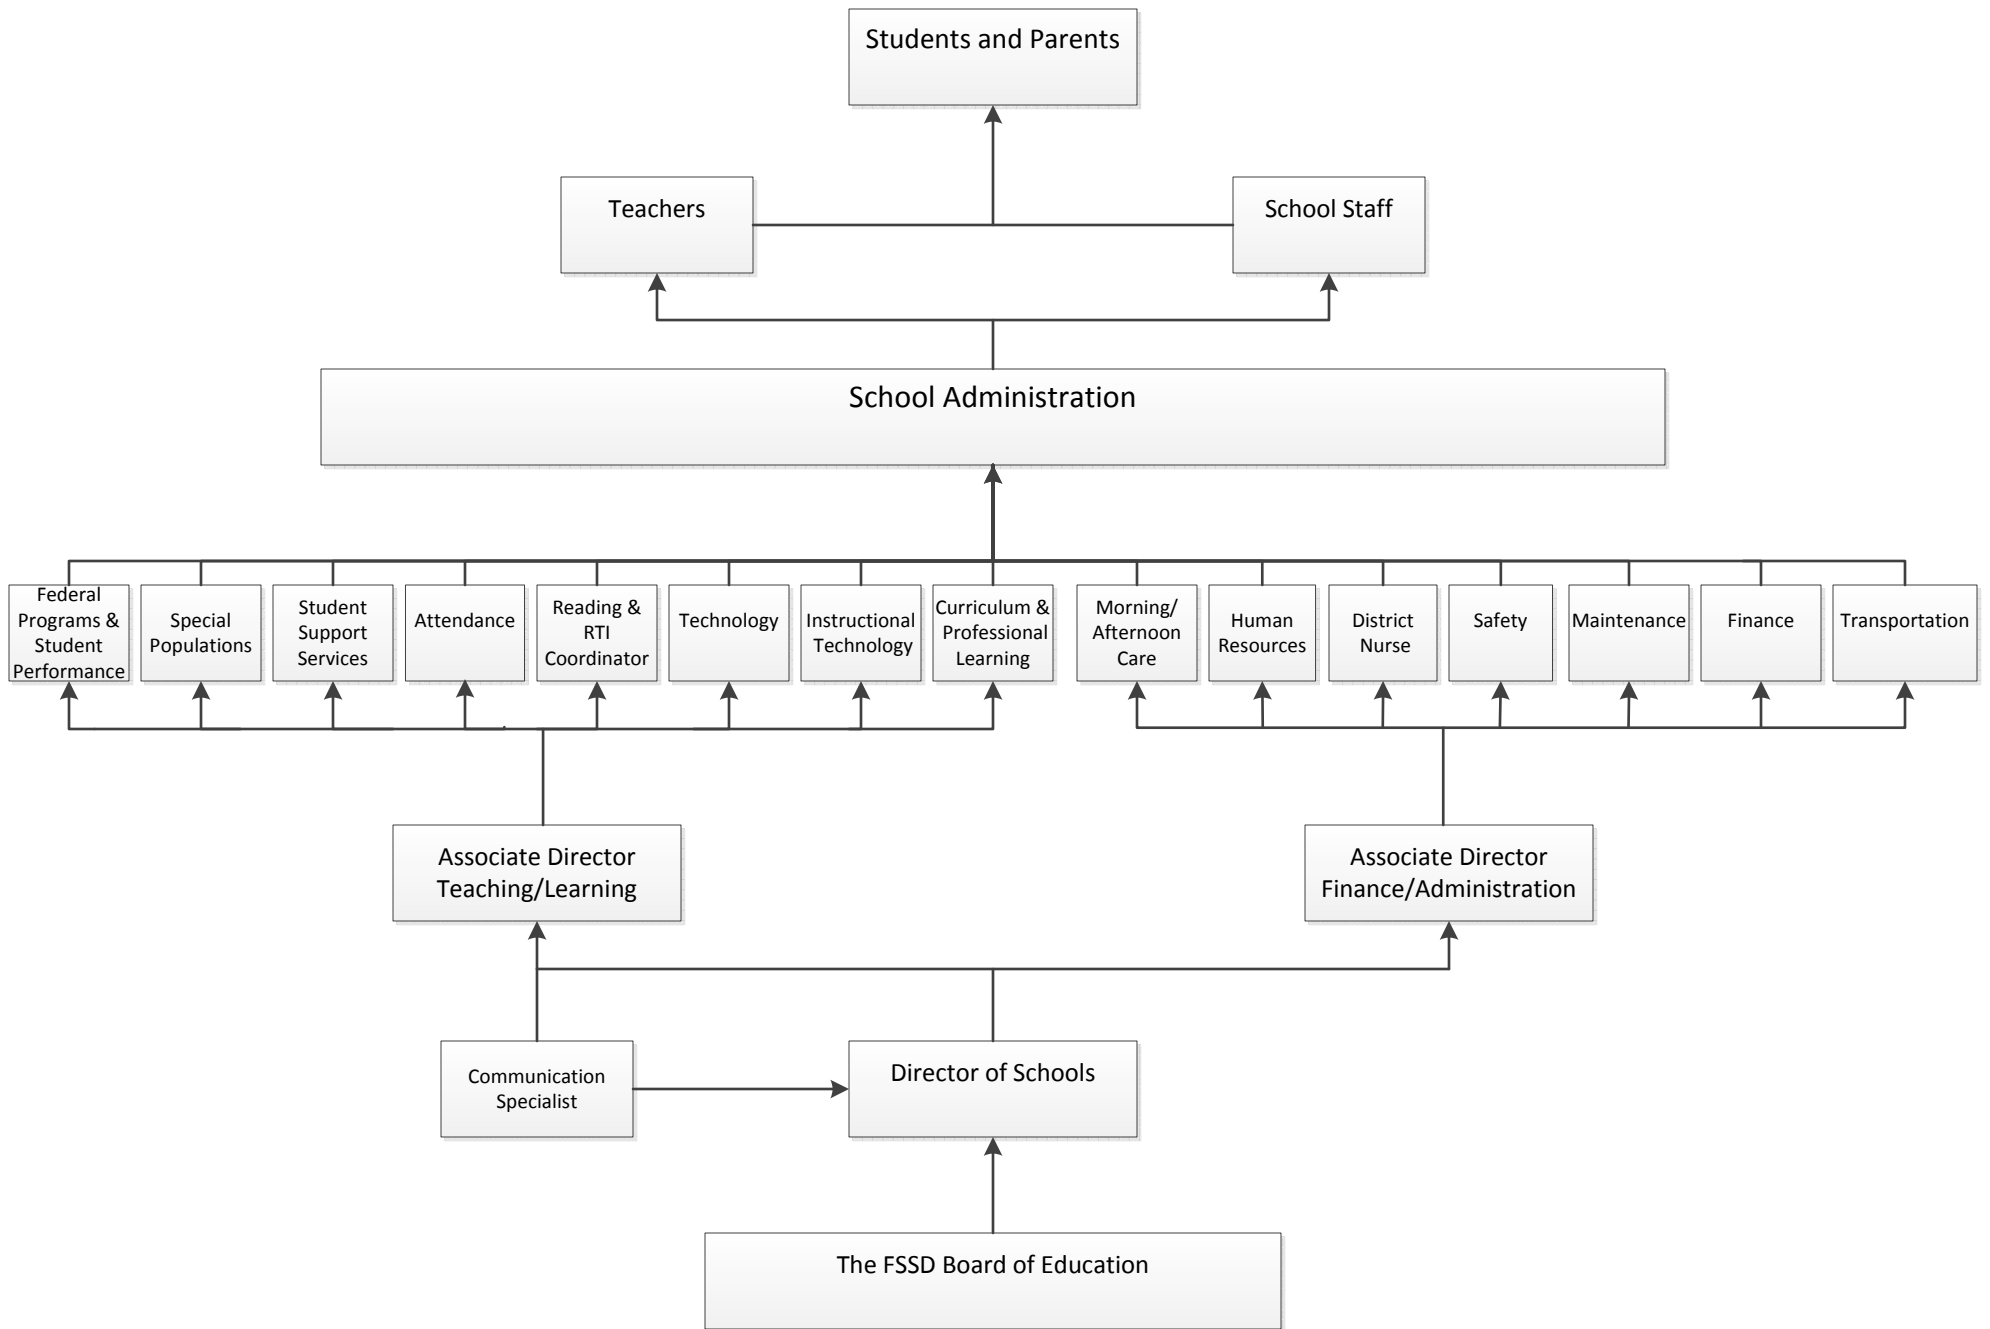 Students and Parents
Teachers
School Staff
School Administration
Federal
Programs &
Student
Performance
Special
Populations
Student
Support
Services
Attendance
Reading &
RTI
Coordinator
Technology
Instructional
Technology
Curriculum &
Professional
Learning
Morning/
Afternoon
Care
Human
Resources
District
Nurse
Safety
Maintenance
Finance
Transportation
Associate Director
Teaching/Learning
Associate Director
Finance/Administration
Communication
Specialist
Director of Schools
The FSSD Board of Education